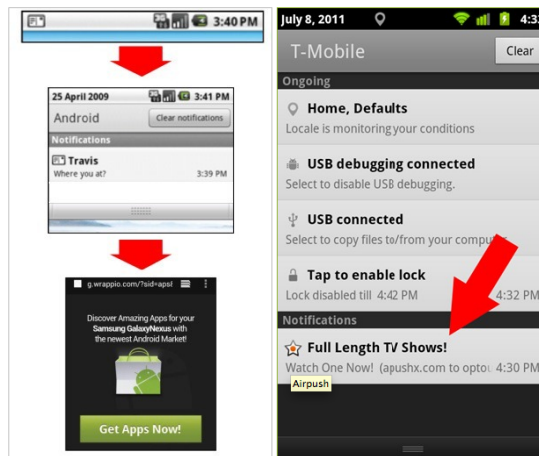 3:40 PM
25 April 2009 3:41 PM
Android Clear notifications
Notifications
Travis
Where you at? 3:39 PM
g.wrappio.com/?sid=apsl
Discover Amazing Apps for your
Samsung GalaxyNexus with
the newest Android Market!
Get Apps Now!
July 8, 2011 4:33
T-Mobile Clear
Ongoing
Home, Defaults
Locale is monitoring your conditions
USB debugging connected
Select to disable USB debugging.
USB connected
Select to copy files to/from your compu
Tap to enable lock
Lock disabled till 4:42 PM 4:32 PM
Notifications
Full Length TV Shows!
Watch One Now! (apushx.com to optou 4:30 PM
Airpush